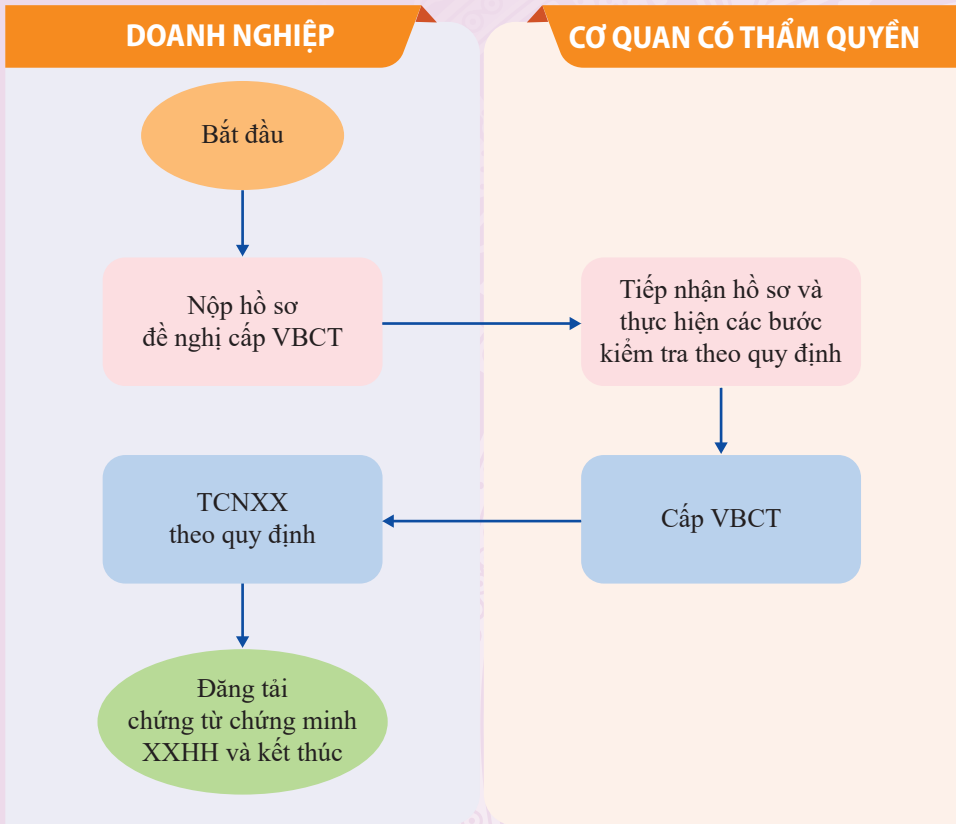 DOANH NGHIỆP
CƠ QUAN CÓ THẨM QUYỀN
Bắt đầu
Nộp hồ sơ
đề nghị cấp VBCT
Tiếp nhận hồ sơ và
thực hiện các bước
kiểm tra theo quy định
Cấp VBCT
TCNXX
theo quy định
Đăng tải
chứng từ chứng minh
XXHH và kết thúc